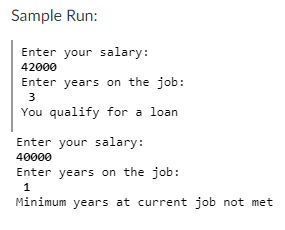 Sample Run:
Enter your salary:
42000
Enter years on the job:
3
You qualify for a loan
Enter your salary:
40000
Enter years on the job:
1
Minimum years at current job not met